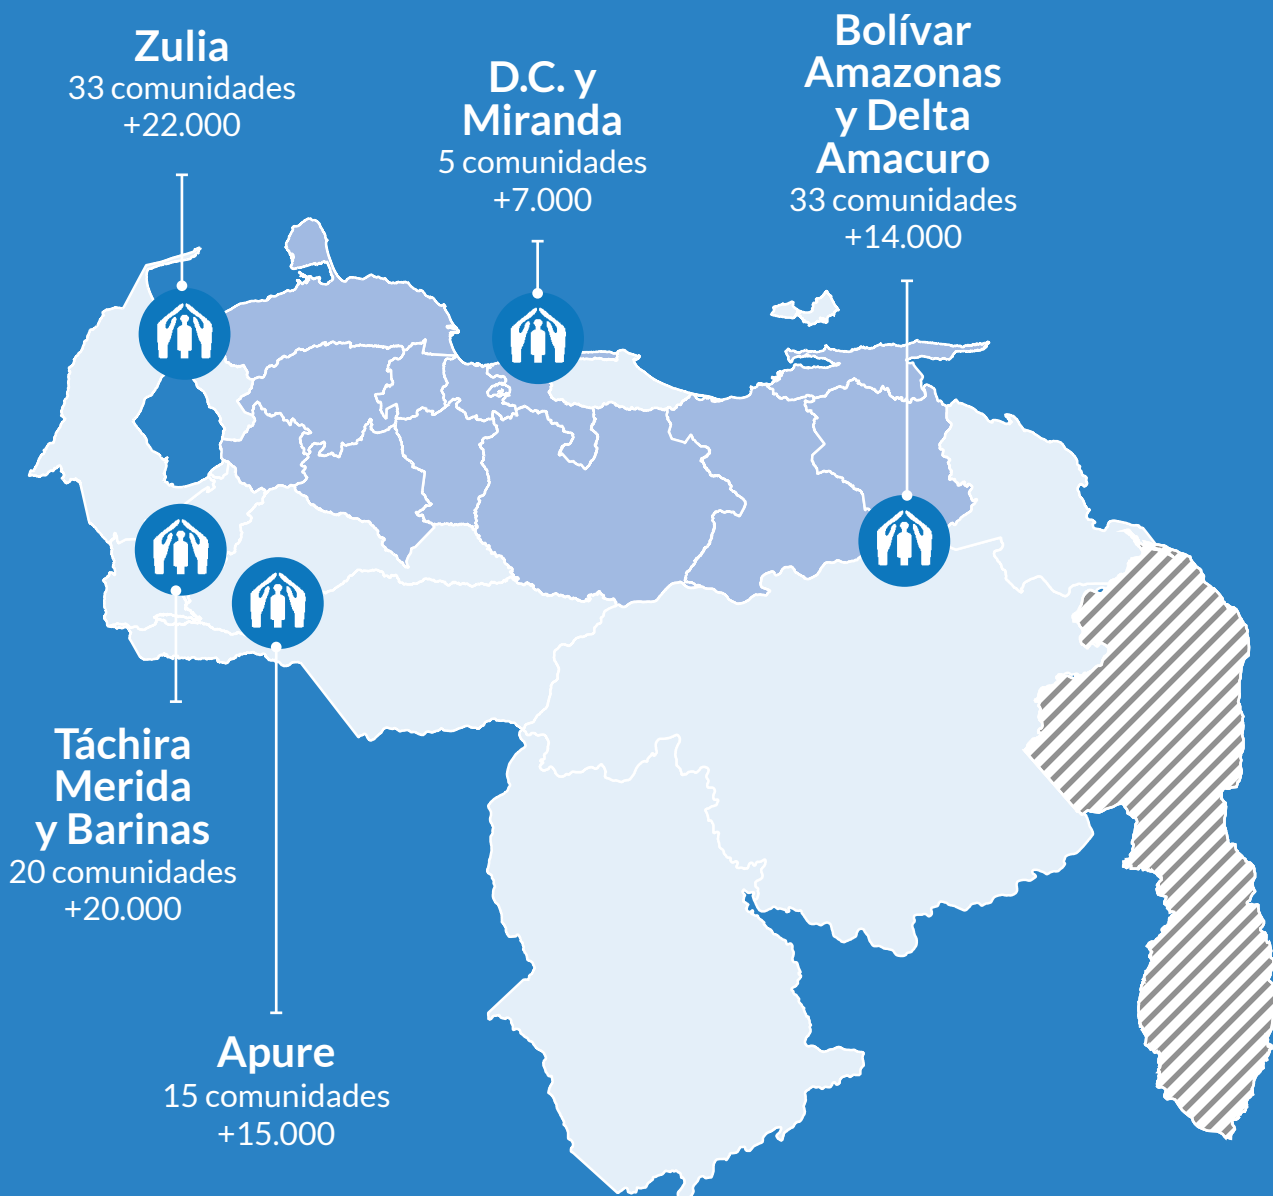 Zulia
33 comunidades
+22.000
D.C. y
Miranda
5 comunidades
+7.000
Bolívar
Amazonas
y Delta
Amacuro
33 comunidades
+14.000
Táchira
Merida
y Barinas
20 comunidades
+20.000
Apure
15 comunidades
+15.000